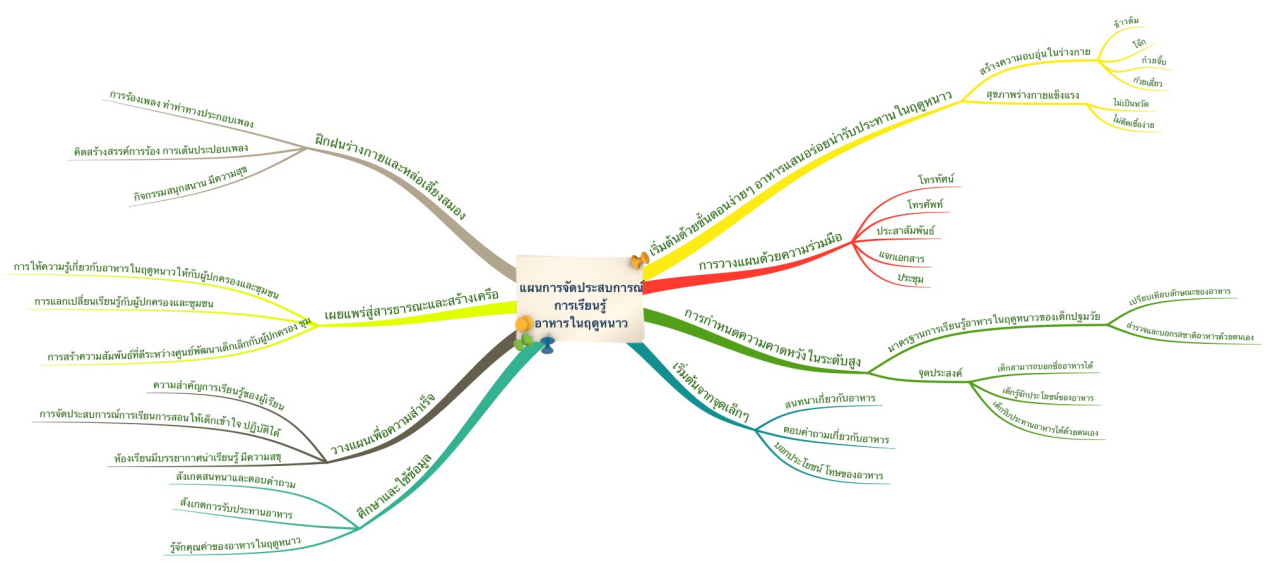 แผนการจัดประสบการณ์
การเรียนรู้
อาหารในฤดูหนาว
เริ่มต้นด้วยขั้นตอนง่ายๆ อาหารแสนอร่อยน่ารับประทานในฤดูหนาว
สร้างความอบอุ่นในร่างกาย
ข้าวต้ม
โจ๊ก
ก๋วยจั๊บ
ก๋วยเตี๋ยว
สุขภาพร่างกายแข็งแรง
ไม่เป็นหวัด
ไม่ติดเชื้อง่าย
การวางแผนด้วยความร่วมมือ
โทรทัศน์
โทรศัพท์
ประสาสัมพันธ์
แจกเอกสาร
ประชุม
การกำหนดความคาดหวังในระดับสูง
มาตรฐานการเรียนรู้อาหารในฤดูหนาวของเด็กปฐมวัย
เปรียบเทียบลักษณะของอาหาร
สำรวจและบอกรสชาติอาหารด้วยตนเอง
จุดประสงค์
เด็กสามารถบอกชื่ออาหารได้
เด็กรู้จักประโยชน์ของอาหาร
เด็กรับประทานอาหารได้ด้วยตนเอง
เริ่มต้นจากจุดเล็กๆ
สนทนาเกี่ยวกับอาหาร
ตอบคำถามเกี่ยวกับอาหาร
บอกประโยชน์ โทษของอาหาร
ฝึกฝนร่างกายและหล่อเลี้ยงสมอง
การร้องเพลง ทำท่าทางประกอบเพลง
คิดสร้างสรรค์การร้อง การเต้นประปอบเพลง
กิจกรรมสนุกสนาน มีความสุข
เผยแพร่สู่สารธารณะและสร้างเครือ
การให้ความรู้เกี่ยวกับอาหารในฤดูหนาวให้กับผู้ปกครองและชุมชน
การแลกเปลี่ยนเรียนรู้กับผู้ปกครองและชุมชน
การสร้าความสัมพันธ์ที่ดีระหว่างศูนย์พัฒนาเด็กเล็กกับผู้ปกครอง ชุม
วางแผนเพื่อความสำเร็จ
ความสำคัญการเรียนรู้ของผู้เรียน
การจัดประสบการณ์การเรียนการสอนให้เด็กเข้าใจ ปฏิบัติได้
ห้องเรียนมีบรรยากาศน่าเรียนรู้ มีความสุข
ศึกษาและใช้ข้อมูล
สังเกตสนทนาและตอบคำถาม
สังเกตการรับประทานอาหาร
รู้จักคุณค่าของอาหารในฤดูหนาว